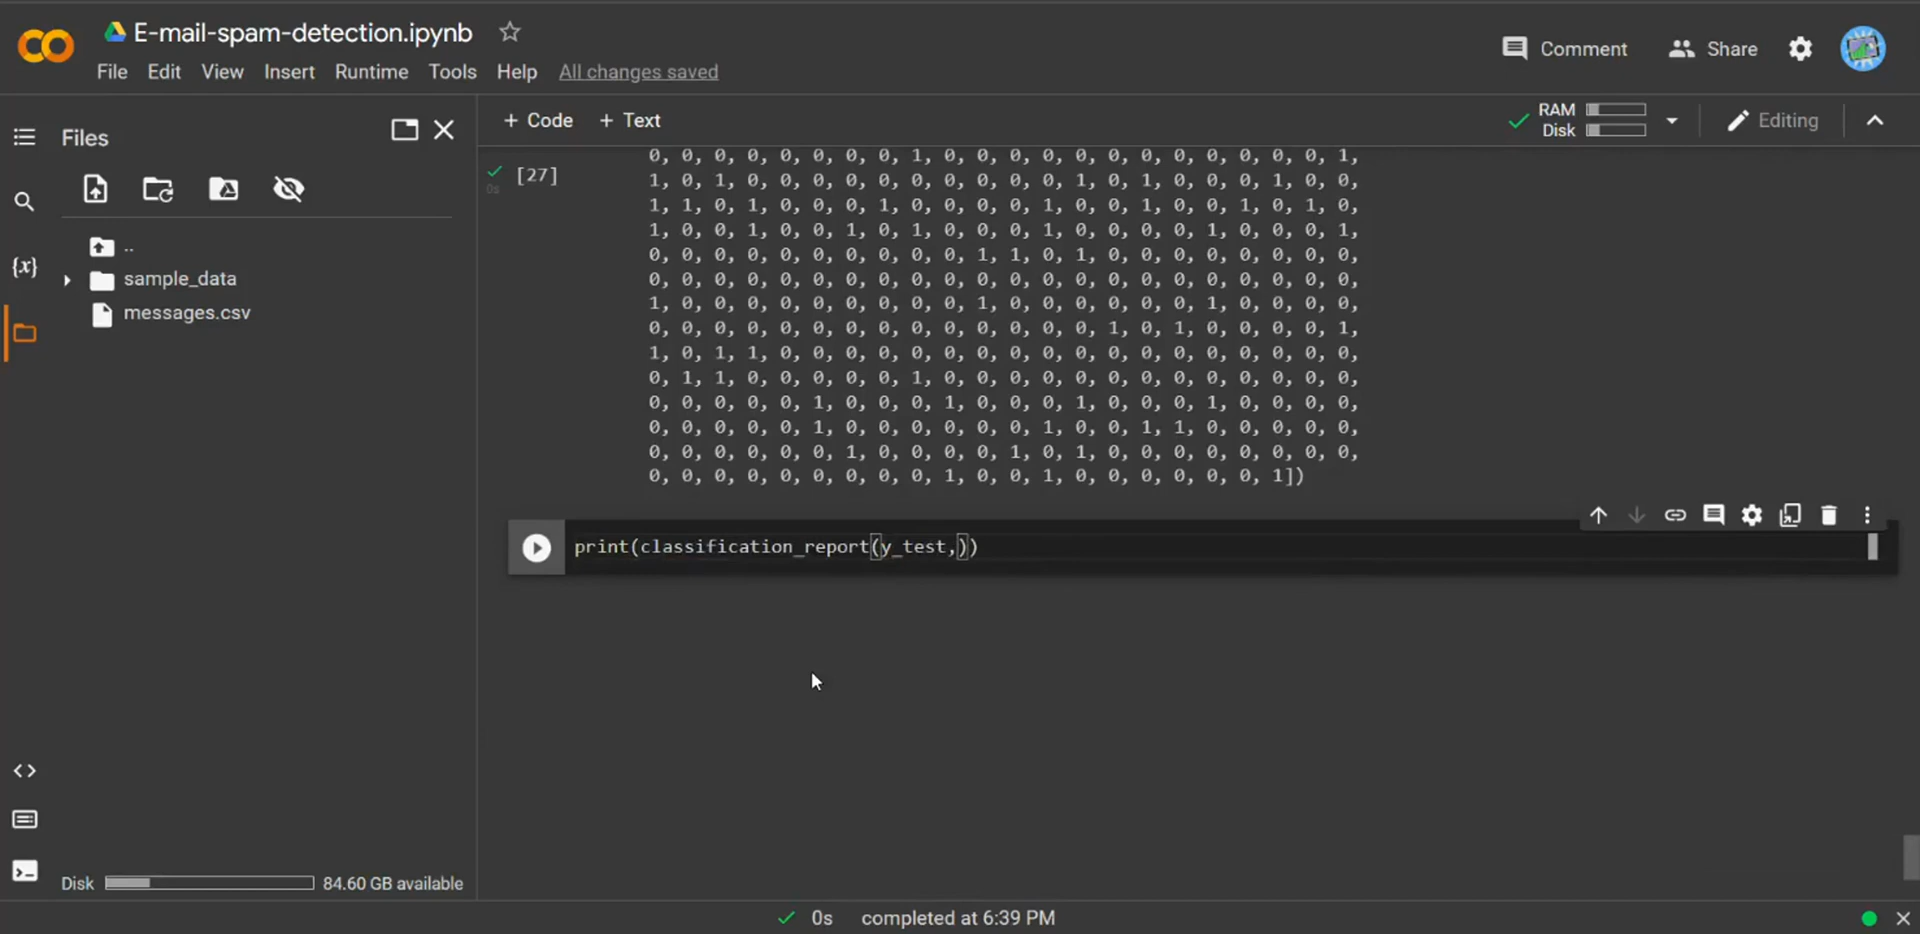 E-mail-spam-detection.ipynb
File Edit View Insert Runtime Tools Help All changes saved
Comment Share
Files
+ Code + Text
RAM
Disk
Editing
[27]
0s
0, 0, 0, 0, 0, 0, 0, 0, 1, 0, 0, 0, 0, 0, 0, 0, 0, 0, 0, 0, 0, 1,
1, 0, 1, 0, 0, 0, 0, 0, 0, 0, 0, 0, 0, 1, 0, 1, 0, 0, 0, 1, 0, 0,
1, 1, 0, 1, 0, 0, 0, 1, 0, 0, 0, 0, 1, 0, 0, 1, 0, 0, 1, 0, 1, 0,
1, 0, 0, 1, 0, 0, 1, 0, 1, 0, 0, 0, 1, 0, 0, 0, 0, 1, 0, 0, 0, 1,
0, 0, 0, 0, 0, 0, 0, 0, 0, 0, 1, 1, 0, 1, 0, 0, 0, 0, 0, 0, 0, 0,
0, 0, 0, 0, 0, 0, 0, 0, 0, 0, 0, 0, 0, 0, 0, 0, 0, 0, 0, 0, 0, 0,
1, 0, 0, 0, 0, 0, 0, 0, 0, 0, 1, 0, 0, 0, 0, 0, 0, 1, 0, 0, 0, 0,
0, 0, 0, 0, 0, 0, 0, 0, 0, 0, 0, 0, 0, 0, 1, 0, 1, 0, 0, 0, 0, 1,
1, 0, 1, 1, 0, 0, 0, 0, 0, 0, 0, 0, 0, 0, 0, 0, 0, 0, 0, 0, 0, 0,
0, 1, 1, 0, 0, 0, 0, 0, 1, 0, 0, 0, 0, 0, 0, 0, 0, 0, 0, 0, 0, 0,
0, 0, 0, 0, 0, 1, 0, 0, 0, 1, 0, 0, 0, 1, 0, 0, 0, 1, 0, 0, 0, 0,
0, 0, 0, 0, 0, 1, 0, 0, 0, 0, 0, 0, 1, 0, 0, 1, 1, 0, 0, 0, 0, 0,
0, 0, 0, 0, 0, 0, 1, 0, 0, 0, 0, 1, 0, 1, 0, 0, 0, 0, 0, 0, 0, 0,
0, 0, 0, 0, 0, 0, 0, 0, 0, 1, 0, 0, 1, 0, 0, 0, 0, 0, 0, 1])
..
sample_data
messages.csv
print(classification_report(y_test,))
Disk 84.60 GB available
0s completed at 6:39 PM